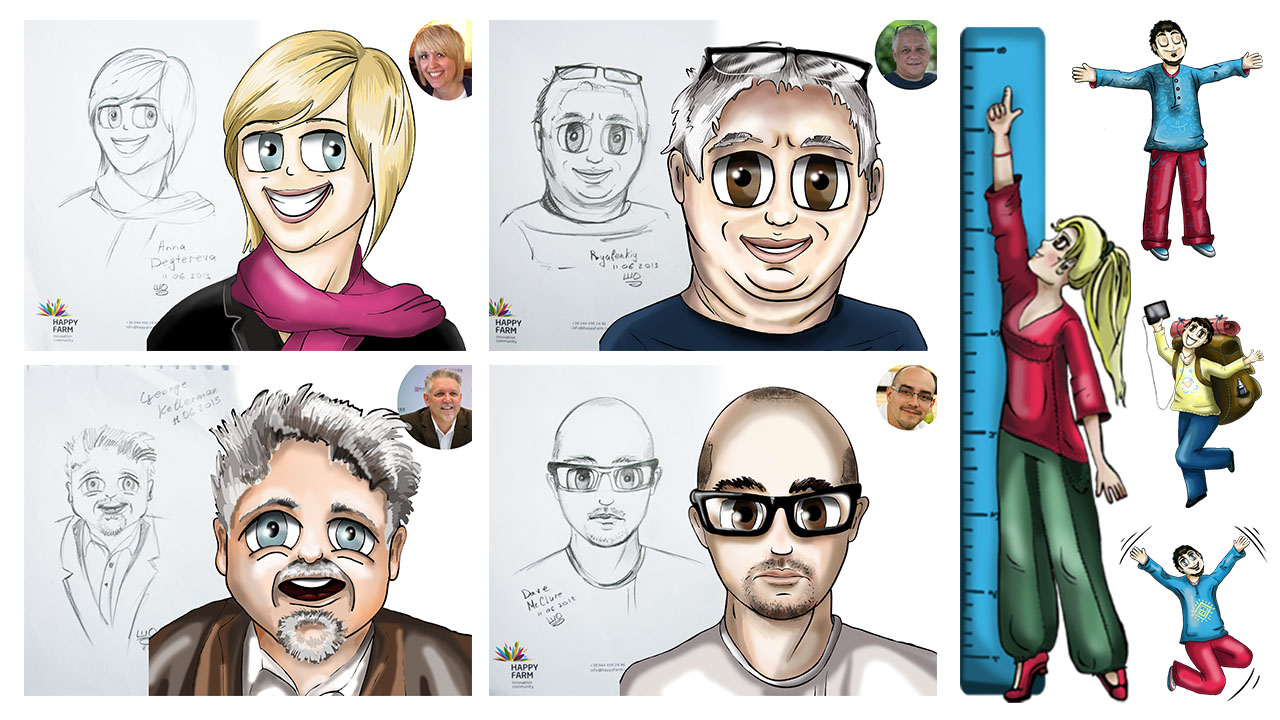 Anna
Degtereva
11.06.2013
HAPPY
FARM
innovation
community
Ryafenkiy
11.06.2013
HAPPY
FARM
innovation
community
George
Kellerman
11.06.2013
Dave
McClure
11.06.2013
HAPPY
FARM
innovation
community